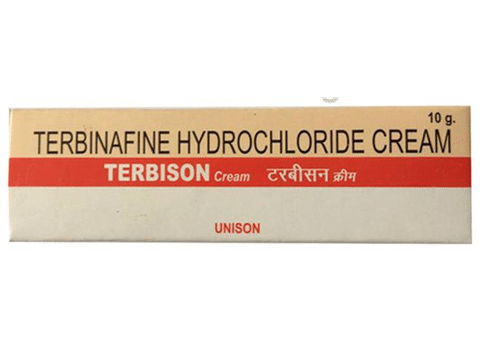 10 g.
TERBINAFINE HYDROCHLORIDE CREAM
TERBISON Cream टरबीसन क्रीम
UNISON